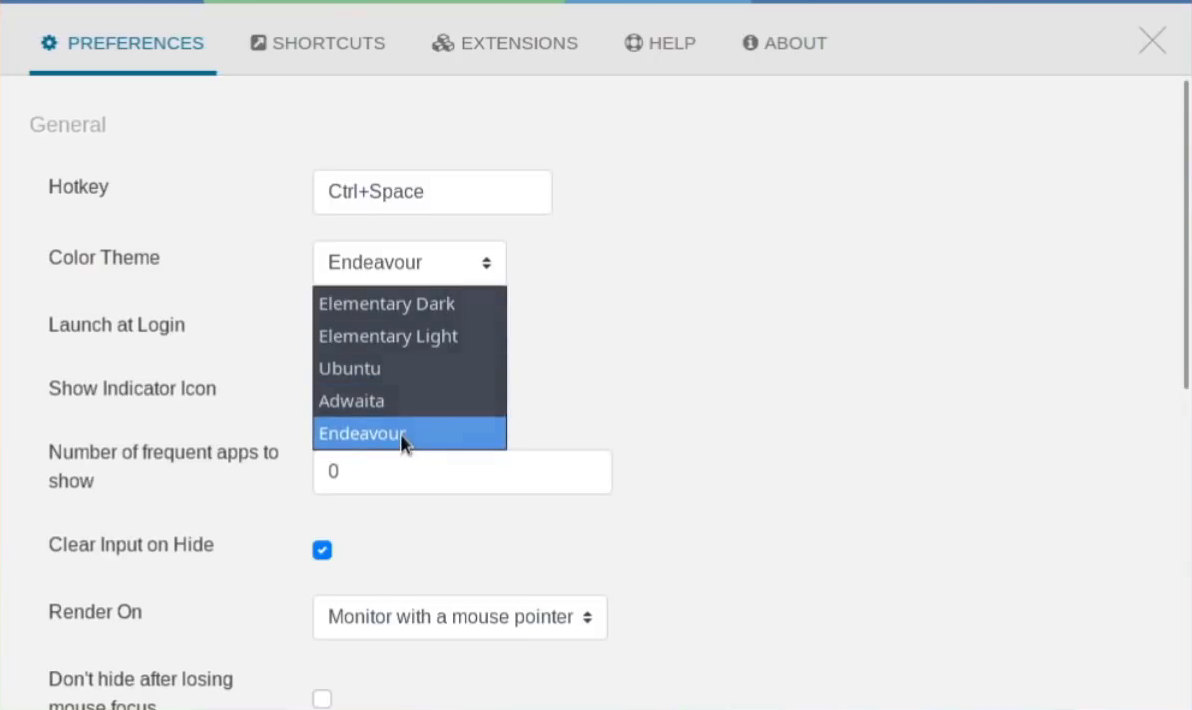 PREFERENCES SHORTCUTS EXTENSIONS HELP ABOUT
General
Hotkey
Ctrl+Space
Color Theme
Endeavour
Elementary Dark
Elementary Light
Ubuntu
Adwaita
Endeavour
Launch at Login
Show Indicator Icon
Number of frequent apps to
show
0
Clear Input on Hide
Render On
Monitor with a mouse pointer
Don't hide after losing
mouse focus